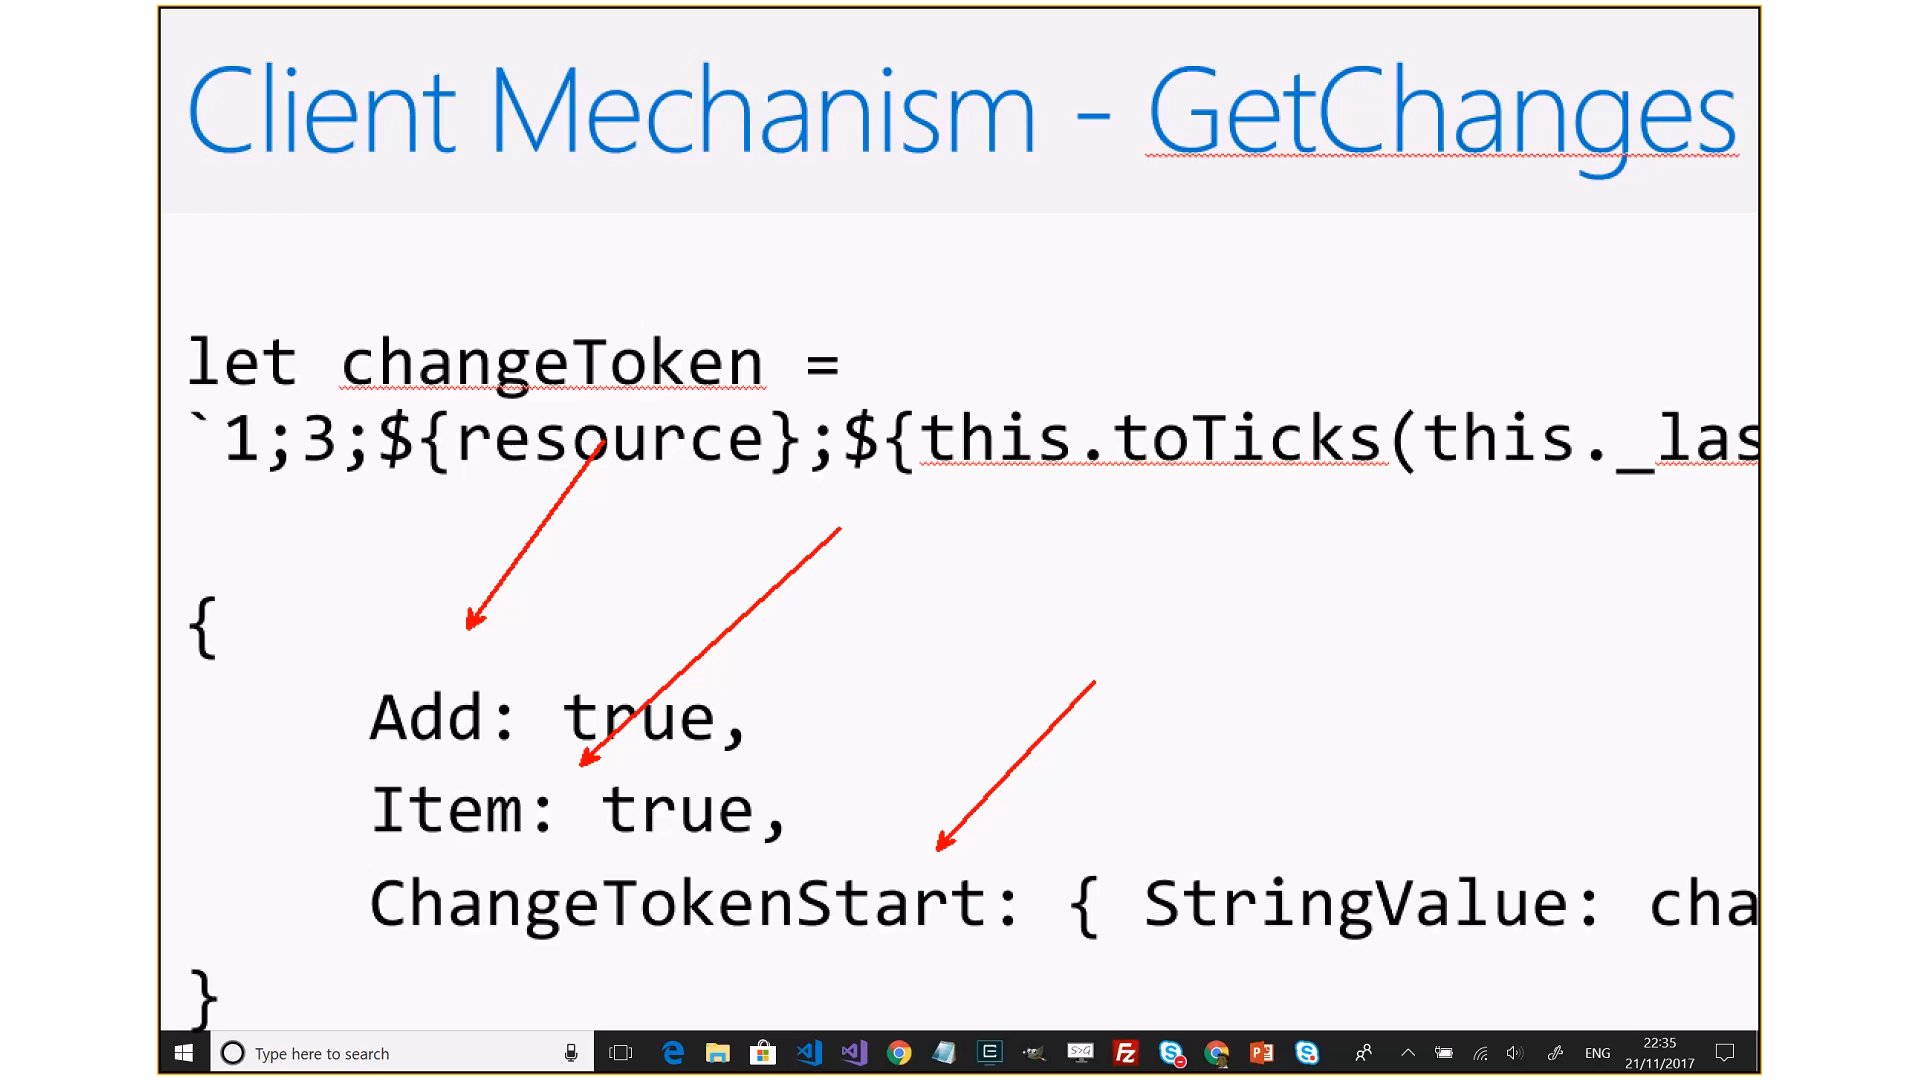 Client Mechanism - GetChanges
let changeToken =
`1;3;${resource};${this.toTicks(this._las
{
Add: true,
Item: true,
ChangeTokenStart: { StringValue: cha
}
Type here to search
ENG
22:35
21/11/2017